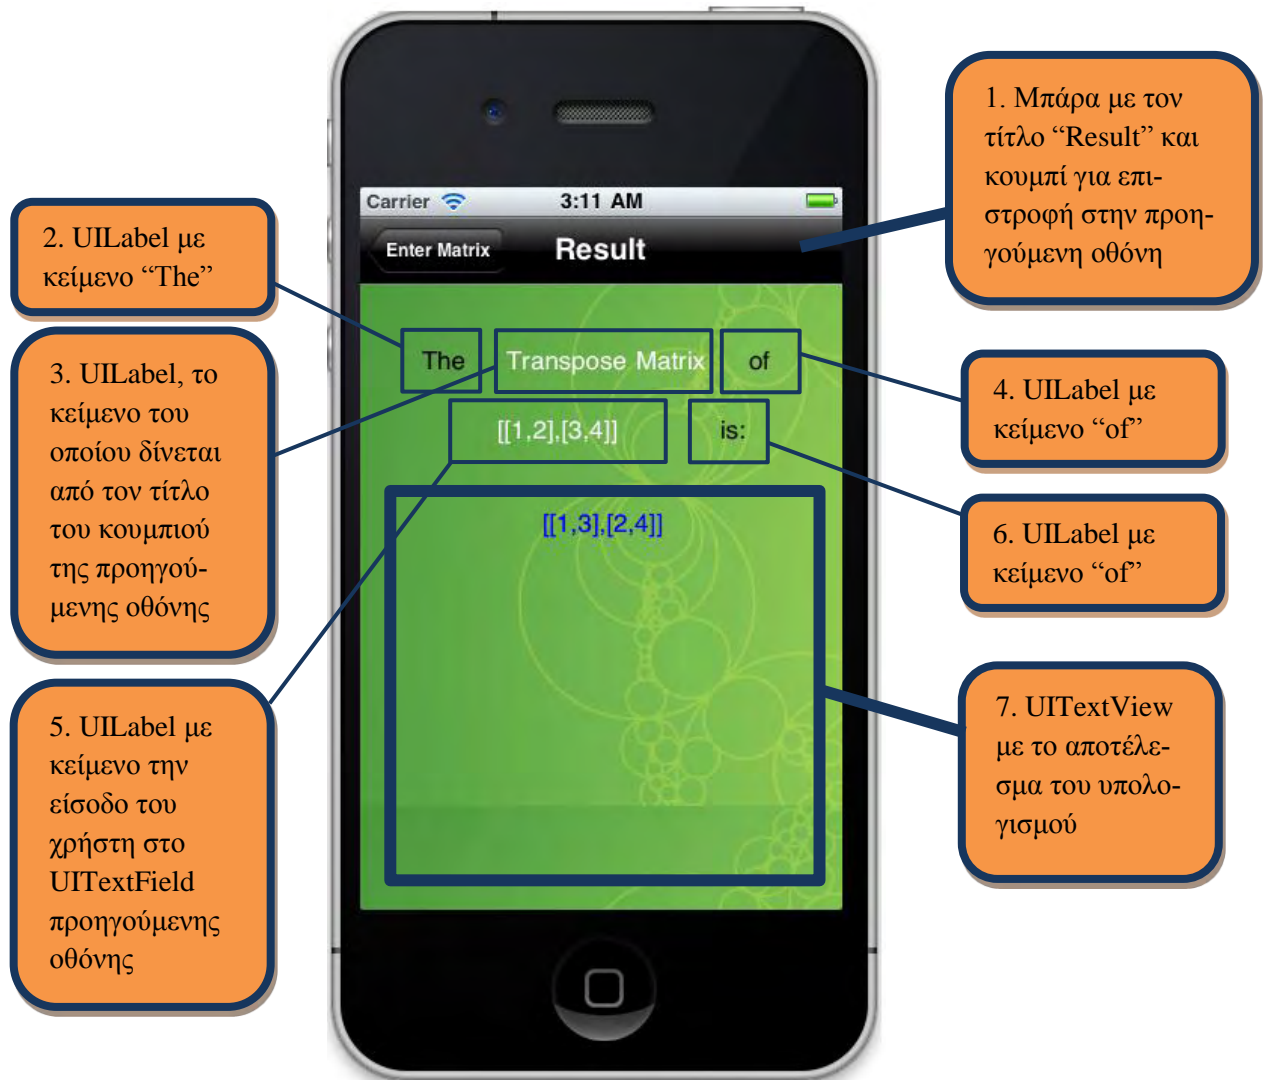 1. Μπάρα με τον
τίτλο “Result” και
κουμπί για επι-
στροφή στην προη-
γούμενη οθόνη
2. UILabel με
κείμενο “The”
3. UILabel, το
κείμενο του
οποίου δίνεται
από τον τίτλο
του κουμπιού
της προηγού-
μενης οθόνης
4. UILabel με
κείμενο “of”
5. UILabel με
κείμενο την
είσοδο του
χρήστη στο
UITextField
προηγούμενης
οθόνης
6. UILabel με
κείμενο “of”
7. UITextView
με το αποτέλε-
σμα του υπολο-
γισμού
Carrier 3:11 AM
Enter Matrix Result
The Transpose Matrix of
[[1,2],[3,4]] is:
[[1,3],[2,4]]